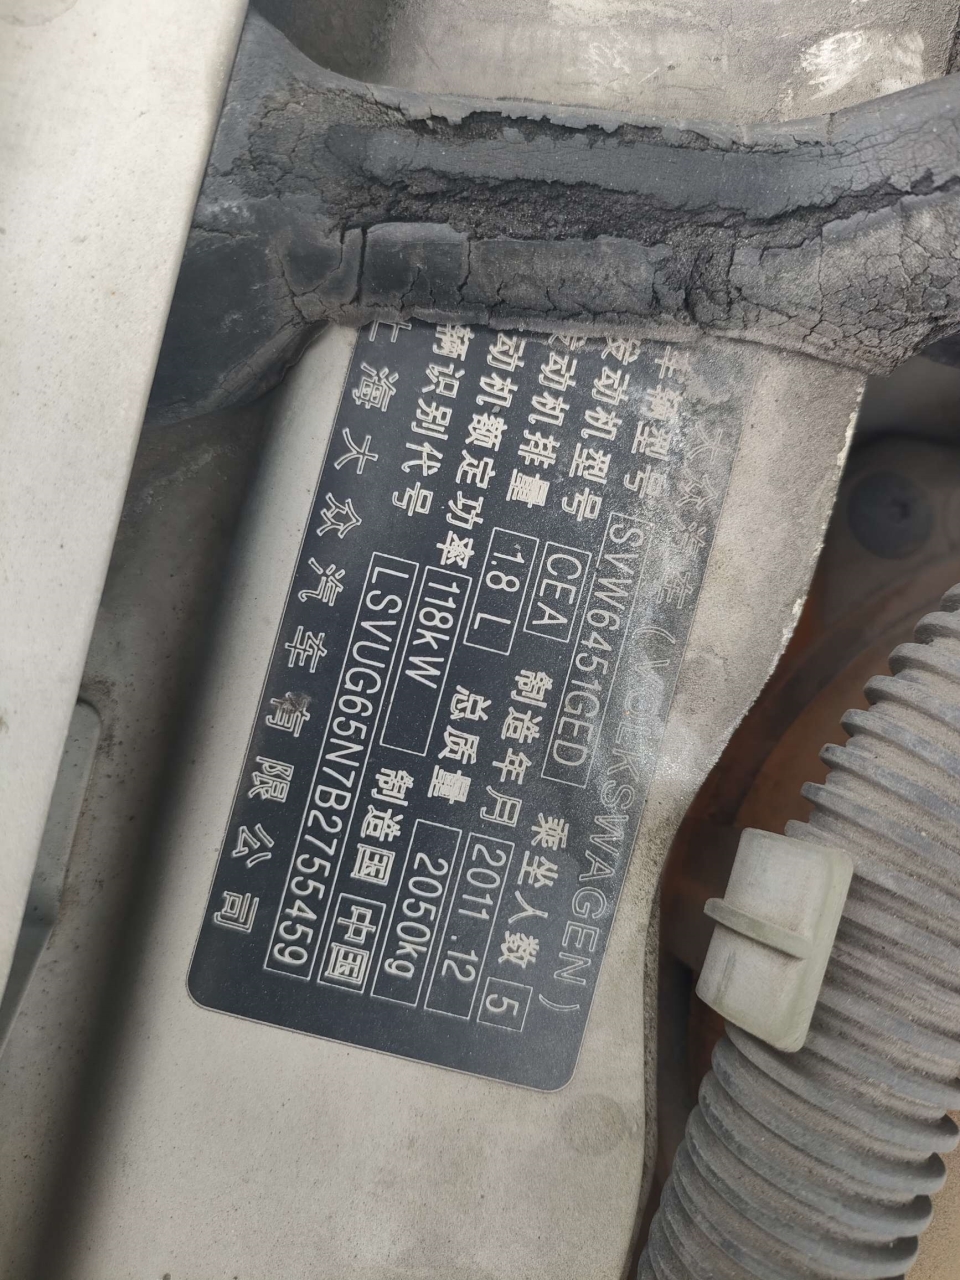 大众汽车 (VOLKSWAGEN)
车辆型号 SVW6451GED 乘坐人数 5
发动机型号 CEA 制造年月 2011.12
发动机排量 1.8 L 总质量 2050kg
发动机额定功率 118kW 制造国 中国
车辆识别代号 LSVUG65N7B2755459
上海大众汽车有限公司